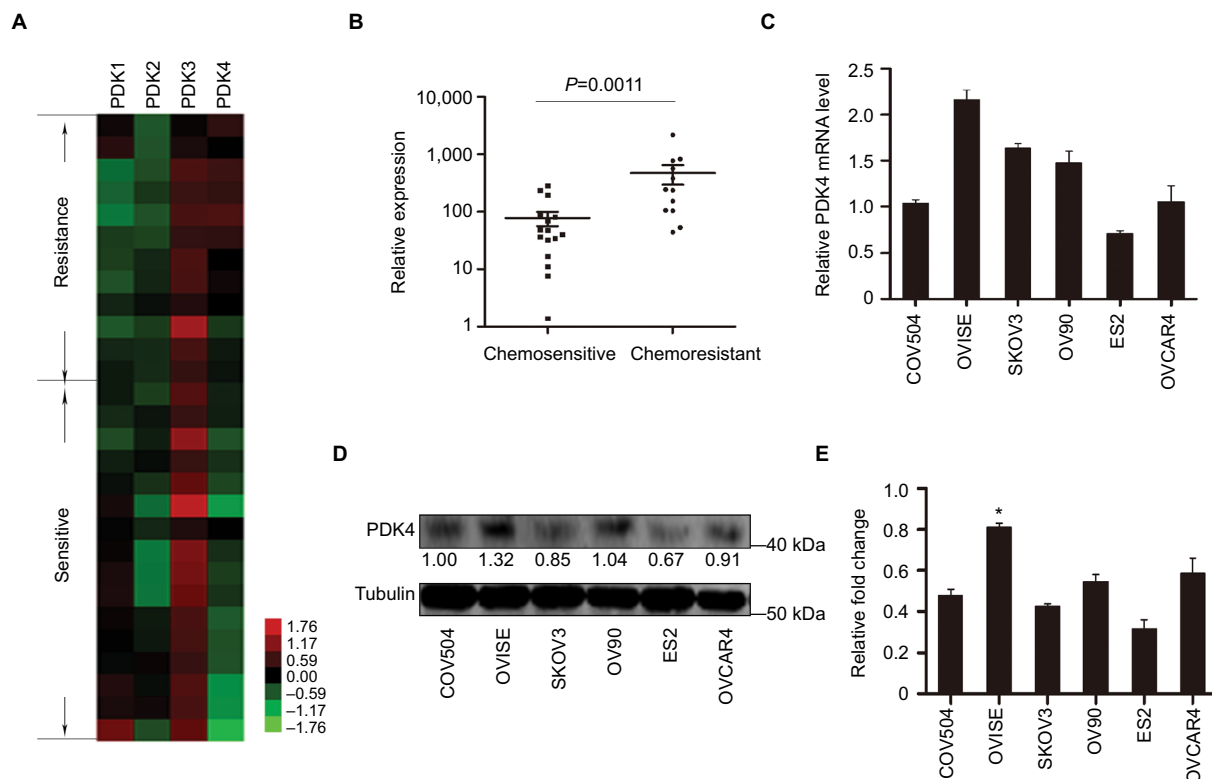 A
PDK1
PDK2
PDK3
PDK4
Resistance
Sensitive
1.76
1.17
0.59
0.00
–0.59
–1.17
–1.76
B
P=0.0011
Relative expression
10,000
1,000
100
10
1
Chemosensitive Chemoresistant
C
Relative PDK4 mRNA level
2.5
2.0
1.5
1.0
0.5
0
COV504
OVISE
SKOV3
OV90
ES2
OVCAR4
D
PDK4
40 kDa
1.00 1.32 0.85 1.04 0.67 0.91
Tubulin
50 kDa
COV504
OVISE
SKOV3
OV90
ES2
OVCAR4
E
Relative fold change
1.0
0.8
0.6
0.4
0.2
0
*
COV504
OVISE
SKOV3
OV90
ES2
OVCAR4